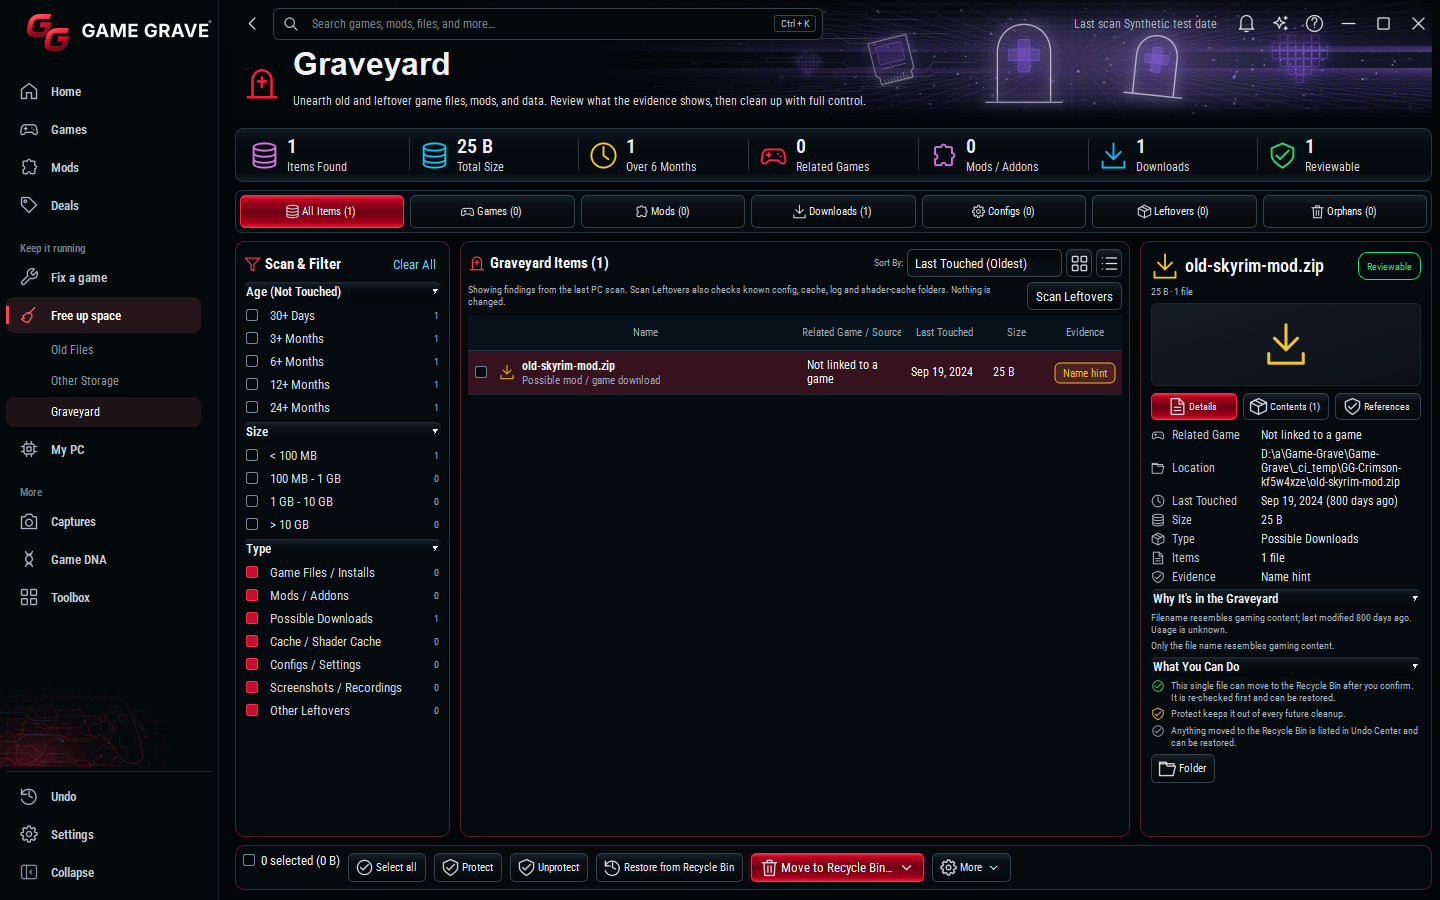 GAME GRAVE
Search games, mods, files, and more...
Ctrl + K
Last scan Synthetic test date
Graveyard
Unearth old and leftover game files, mods, and data. Review what the evidence shows, then clean up with full control.
Home
Games
Mods
Deals
Keep it running
Fix a game
Free up space
Old Files
Other Storage
Graveyard
My PC
More
Captures
Game DNA
Toolbox
Undo
Settings
Collapse
1
Items Found
25 B
Total Size
1
Over 6 Months
0
Related Games
0
Mods / Addons
1
Downloads
1
Reviewable
All Items (1)
Games (0)
Mods (0)
Downloads (1)
Configs (0)
Leftovers (0)
Orphans (0)
Scan & Filter
Clear All
Age (Not Touched)
30+ Days 1
3+ Months 1
6+ Months 1
12+ Months 1
24+ Months 1
Size
< 100 MB 1
100 MB - 1 GB 0
1 GB - 10 GB 0
> 10 GB 0
Type
Game Files / Installs 0
Mods / Addons 0
Possible Downloads 1
Cache / Shader Cache 0
Configs / Settings 0
Screenshots / Recordings 0
Other Leftovers 0
Graveyard Items (1)
Sort By: Last Touched (Oldest)
Showing findings from the last PC scan. Scan Leftovers also checks known config, cache, log and shader-cache folders. Nothing is
changed.
Scan Leftovers
Name Related Game / Source Last Touched Size Evidence
old-skyrim-mod.zip
Possible mod / game download
Not linked to a
game
Sep 19, 2024
25 B
Name hint
old-skyrim-mod.zip
Reviewable
25 B · 1 file
Details
Contents (1)
References
Related Game Not linked to a game
Location D:\a\Game-Grave\Game-
Grave\_ci_temp\GG-Crimson-
kf5w4xze\old-skyrim-mod.zip
Last Touched Sep 19, 2024 (800 days ago)
Size 25 B
Type Possible Downloads
Items 1 file
Evidence Name hint
Why It's in the Graveyard
Filename resembles gaming content; last modified 800 days ago.
Usage is unknown.
Only the file name resembles gaming content.
What You Can Do
This single file can move to the Recycle Bin after you confirm.
It is re-checked first and can be restored.
Protect keeps it out of every future cleanup.
Anything moved to the Recycle Bin is listed in Undo Center and
can be restored.
Folder
0 selected (0 B)
Select all
Protect
Unprotect
Restore from Recycle Bin
Move to Recycle Bin...
More